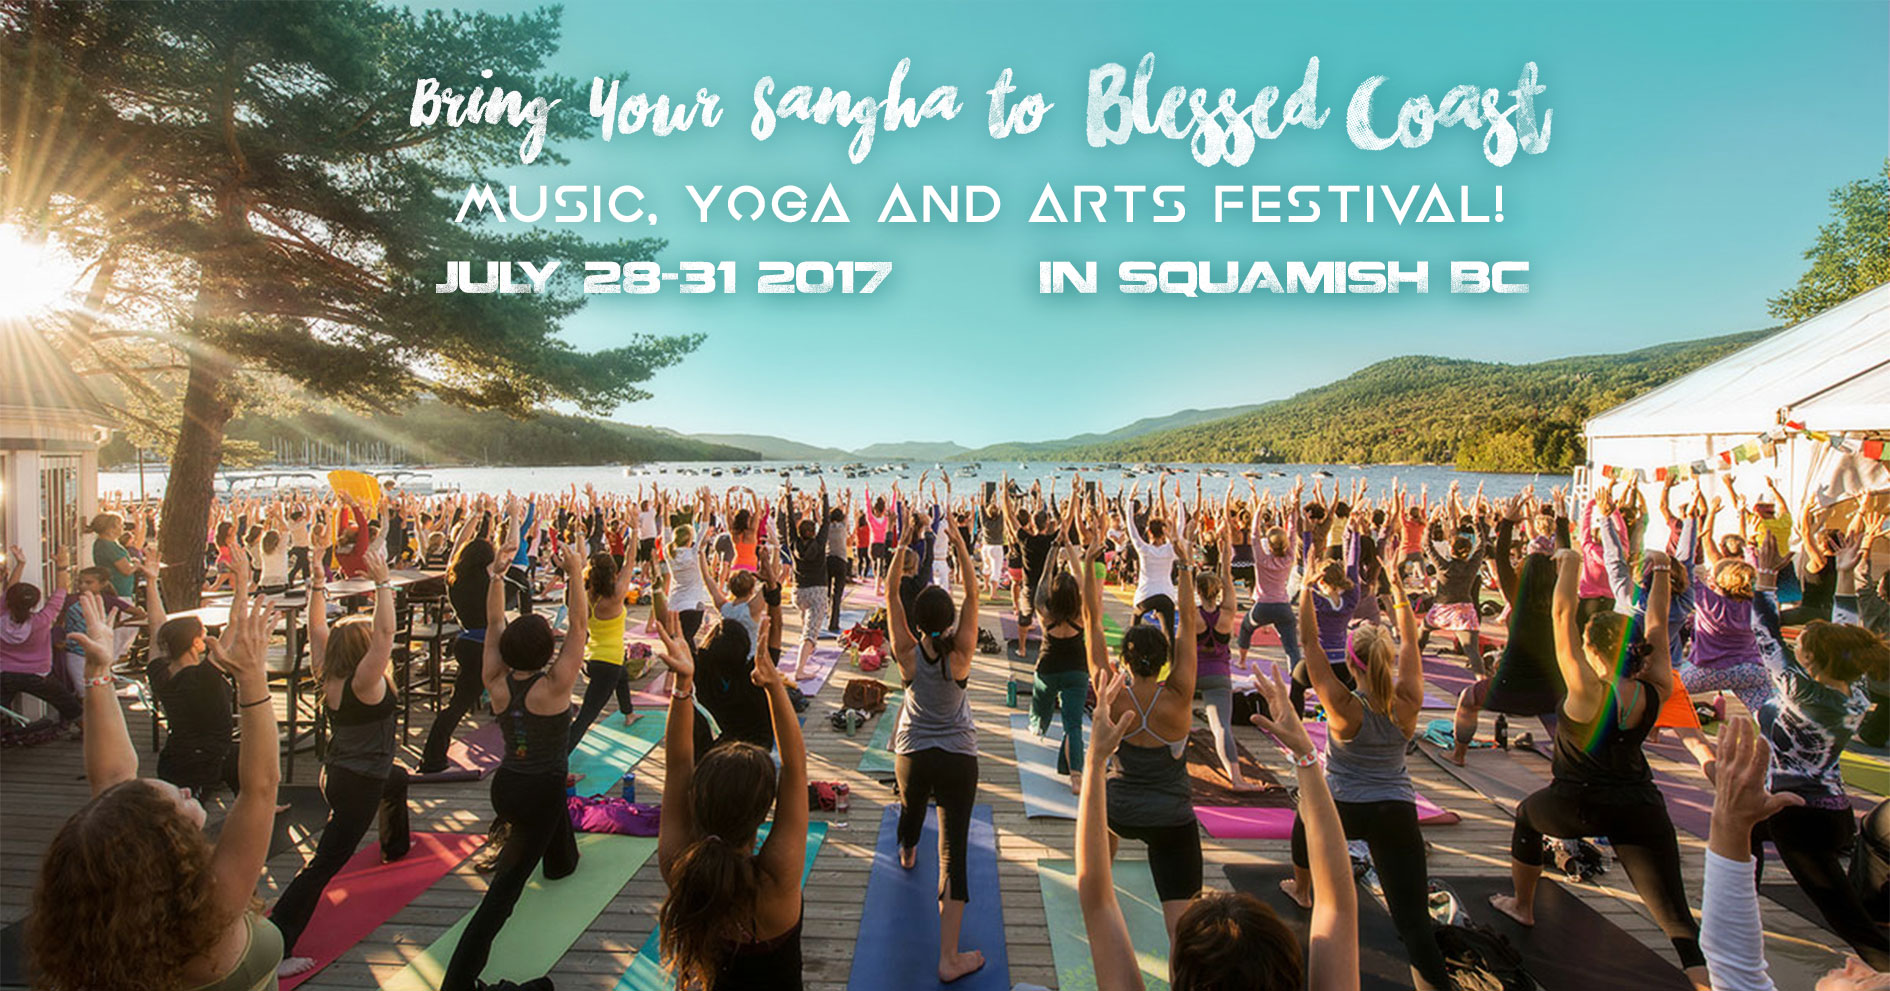 Bring Your Sangha to Blessed Coast
MUSIC, YOGA AND ARTS FESTIVAL!
JULY 28-31 2017 IN SQUAMISH BC